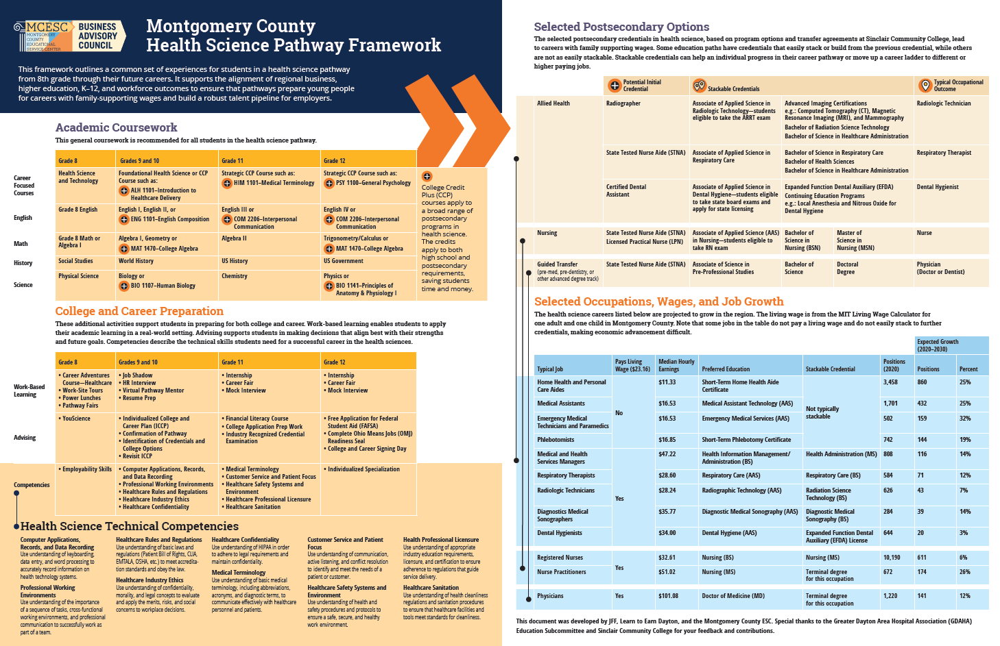 MCESC
MONTGOMERY
COUNTY
EDUCATIONAL
SERVICE CENTER
BUSINESS
ADVISORY
COUNCIL
Montgomery County
Health Science Pathway Framework
This framework outlines a common set of experiences for students in a health science pathway
from 8th grade through their future careers. It supports the alignment of regional business,
higher education, K–12, and workforce outcomes to ensure that pathways prepare young people
for careers with family-supporting wages and build a robust talent pipeline for employers.
Academic Coursework
This general coursework is recommended for all students in the health science pathway.
Grade 8
Grades 9 and 10
Grade 11
Grade 12
Career
Focused
Courses
Health Science
and Technology
Foundational Health Science or CCP
Course such as:
ALH 1101–Introduction to
Healthcare Delivery
Strategic CCP Course such as:
HIM 1101–Medical Terminology
Strategic CCP Course such as:
PSY 1100–General Psychology
English
Grade 8 English
English I, English II, or
ENG 1101–English Composition
English III or
COM 2206–Interpersonal
Communication
English IV or
COM 2206–Interpersonal
Communication
Math
Grade 8 Math or
Algebra I
Algebra I, Geometry or
MAT 1470–College Algebra
Algebra II
Trigonometry/Calculus or
MAT 1470–College Algebra
History
Social Studies
World History
US History
US Government
Science
Physical Science
Biology or
BIO 1107–Human Biology
Chemistry
Physics or
BIO 1141–Principles of
Anatomy & Physiology I
College Credit
Plus (CCP)
courses apply to
a broad range of
postsecondary
programs in
health science.
The credits
apply to both
high school and
postsecondary
requirements,
saving students
time and money.
College and Career Preparation
These additional activities support students in preparing for both college and career. Work-based learning enables students to apply
their academic learning in a real-world setting. Advising supports students in making decisions that align best with their strengths
and future goals. Competencies describe the technical skills students need for a successful career in the health sciences.
Grade 8
Grades 9 and 10
Grade 11
Grade 12
Work-Based
Learning
• Career Adventures
Course—Healthcare
• Work-Site Tours
• Power Lunches
• Pathway Fairs
• Job Shadow
• HR Interview
• Virtual Pathway Mentor
• Resume Prep
• Internship
• Career Fair
• Mock Interview
• Internship
• Career Fair
• Mock Interview
Advising
• YouScience
• Individualized College and
Career Plan (ICCP)
• Confirmation of Pathway
• Identification of Credentials and
College Options
• Revisit ICCP
• Financial Literacy Course
• College Application Prep Work
• Industry Recognized Credential
Examination
• Free Application for Federal
Student Aid (FAFSA)
• Complete Ohio Means Jobs (OMJ)
Readiness Seal
• College and Career Signing Day
Competencies
• Employability Skills
• Computer Applications, Records,
and Data Recording
• Professional Working Environments
• Healthcare Rules and Regulations
• Healthcare Industry Ethics
• Healthcare Confidentiality
• Medical Terminology
• Customer Service and Patient Focus
• Healthcare Safety Systems and
Environment
• Healthcare Professional Licensure
• Healthcare Sanitation
• Individualized Specialization
Health Science Technical Competencies
Computer Applications,
Records, and Data Recording
Use understanding of keyboarding,
data entry, and word processing to
accurately record information on
health technology systems.
Professional Working
Environments
Use understanding of the importance
of a sequence of tasks, cross-functional
working environments, and professional
communication to successfully work as
part of a team.
Healthcare Rules and Regulations
Use understanding of basic laws and
regulations (Patient Bill of Rights, CLIA,
EMTALA, OSHA, etc.) to meet accredita-
tion standards and obey the law.
Healthcare Industry Ethics
Use understanding of confidentiality,
morality, and legal concepts to evaluate
and apply the merits, risks, and social
concerns to workplace decisions.
Healthcare Confidentiality
Use understanding of HIPAA in order
to adhere to legal requirements and
maintain confidentiality.
Medical Terminology
Use understanding of basic medical
terminology, including abbreviations,
acronyms, and diagnostic terms, to
communicate effectively with healthcare
personnel and patients.
Customer Service and Patient
Focus
Use understanding of communication,
active listening, and conflict resolution
to identify and meet the needs of a
patient or customer.
Healthcare Safety Systems and
Environment
Use understanding of health and
safety procedures and protocols to
ensure a safe, secure, and healthy
work environment.
Health Professional Licensure
Use understanding of appropriate
industry education requirements,
licensure, and certification to ensure
adherence to regulations that guide
service delivery.
Healthcare Sanitation
Use understanding of health cleanliness
regulations and sanitation procedures
to ensure that healthcare facilities and
tools meet standards for cleanliness.
Selected Postsecondary Options
The selected postsecondary credentials in health science, based on program options and transfer agreements at Sinclair Community College, lead
to careers with family supporting wages. Some education paths have credentials that easily stack or build from the previous credential, while others
are not as easily stackable. Stackable credentials can help an individual progress in their career pathway or move up a career ladder to different or
higher paying jobs.
Potential Initial
Credential
Stackable Credentials
Typical Occupational
Outcome
Allied Health
Radiographer
Associate of Applied Science in
Radiologic Technology—students
eligible to take the ARRT exam
Advanced Imaging Certifications
e.g.: Computed Tomography (CT), Magnetic
Resonance Imaging (MRI), and Mammography
Bachelor of Radiation Science Technology
Bachelor of Science in Healthcare Administration
Radiologic Technician
State Tested Nurse Aide (STNA)
Associate of Applied Science in
Respiratory Care
Bachelor of Science in Respiratory Care
Bachelor of Health Sciences
Bachelor of Science in Healthcare Administration
Respiratory Therapist
Certified Dental
Assistant
Associate of Applied Science in
Dental Hygiene—students eligible
to take state board exams and
apply for state licensing
Expanded Function Dental Auxiliary (EFDA)
Continuing Education Programs
e.g.: Local Anesthesia and Nitrous Oxide for
Dental Hygiene
Dental Hygienist
Nursing
State Tested Nurse Aide (STNA)
Licensed Practical Nurse (LPN)
Associate of Applied Science (AAS)
in Nursing—students eligible to
take RN exam
Bachelor of
Science in
Nursing (BSN)
Master of
Science in
Nursing (MSN)
Nurse
Guided Transfer
(pre-med, pre-dentistry, or
other advanced degree track)
State Tested Nurse Aide (STNA)
Associate of Science in
Pre-Professional Studies
Bachelor of
Science
Doctoral
Degree
Physician
(Doctor or Dentist)
Selected Occupations, Wages, and Job Growth
The health science careers listed below are projected to grow in the region. The living wage is from the MIT Living Wage Calculator for
one adult and one child in Montgomery County. Note that some jobs in the table do not pay a living wage and do not easily stack to further
credentials, making economic advancement difficult.
Expected Growth
(2020–2030)
Typical Job
Pays Living
Wage ($23.16)
Median Hourly
Earnings
Preferred Education
Stackable Credential
Positions
(2020)
Positions
Percent
Home Health and Personal
Care Aides
$11.33
Short-Term Home Health Aide
Certificate
3,458
860
25%
Medical Assistants
$16.53
Medical Assistant Technology (AAS)
1,701
432
25%
No
Not typically
stackable
Emergency Medical
Technicians and Paramedics
$16.53
Emergency Medical Services (AAS)
502
159
32%
Phlebotomists
$16.85
Short-Term Phlebotomy Certificate
742
144
19%
Medical and Health
Services Managers
$47.22
Health Information Management/
Administration (BS)
Health Administration (MS)
808
116
14%
Respiratory Therapists
$28.60
Respiratory Care (AAS)
Respiratory Care (BS)
584
71
12%
Radiologic Technicians
Yes
$28.24
Radiographic Technology (AAS)
Radiation Science
Technology (BS)
626
43
7%
Diagnostics Medical
Sonographers
$35.77
Diagnostic Medical Sonography (AAS)
Diagnostic Medical
Sonography (BS)
284
39
14%
Dental Hygienists
$34.00
Dental Hygiene (AAS)
Expanded Function Dental
Auxiliary (EFDA) License
644
20
3%
Registered Nurses
$32.61
Nursing (BS)
Nursing (MS)
10,190
611
6%
Yes
Nurse Practitioners
$51.02
Nursing (MS)
Terminal degree
for this occupation
672
174
26%
Physicians
Yes
$101.08
Doctor of Medicine (MD)
Terminal degree
for this occupation
1,220
141
12%
This document was developed by JFF, Learn to Earn Dayton, and the Montgomery County ESC. Special thanks to the Greater Dayton Area Hospital Association (GDAHA)
Education Subcommittee and Sinclair Community College for your feedback and contributions.